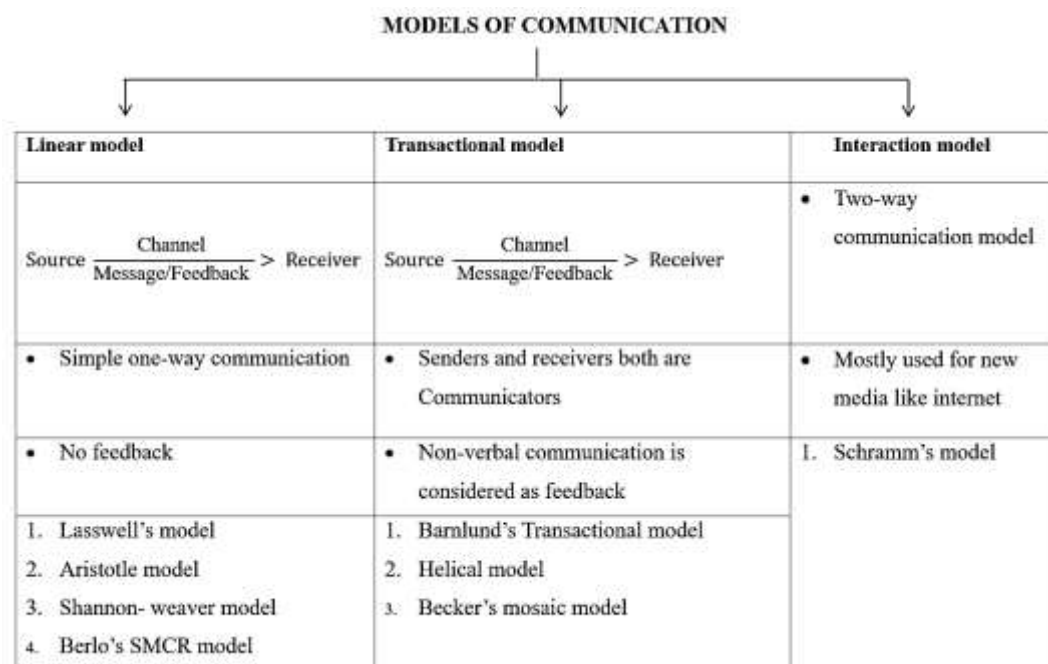 MODELS OF COMMUNICATION
Linear model
Transactional model
Interaction model
Source Channel/Message/Feedback > Receiver
Source Channel/Message/Feedback > Receiver
• Two-way
communication model
• Simple one-way communication
• Senders and receivers both are
Communicators
• Mostly used for new
media like internet
• No feedback
• Non-verbal communication is
considered as feedback
1. Schramm's model
1. Lasswell's model
2. Aristotle model
3. Shannon- weaver model
4. Berlo's SMCR model
1. Barnlund's Transactional model
2. Helical model
3. Becker's mosaic model